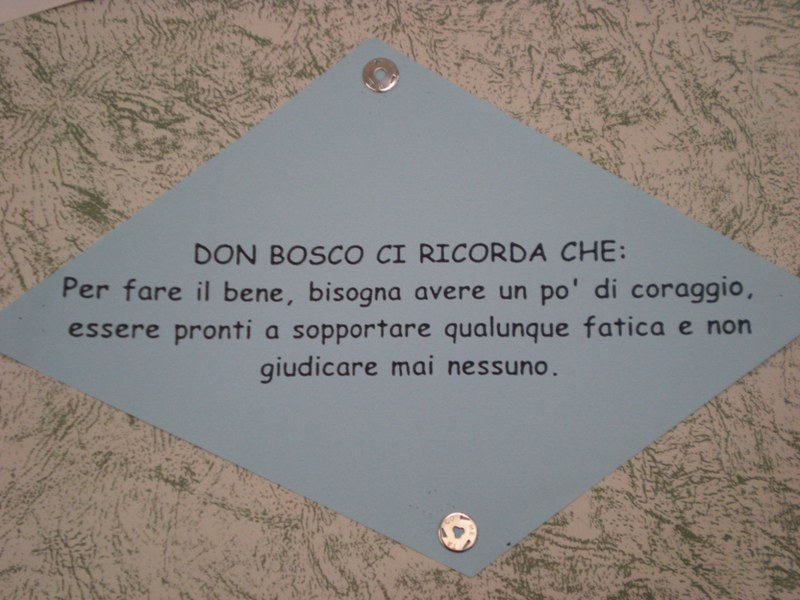 DON BOSCO CI RICORDA CHE:
Per fare il bene, bisogna avere un po' di coraggio,
essere pronti a sopportare qualunque fatica e non
giudicare mai nessuno.